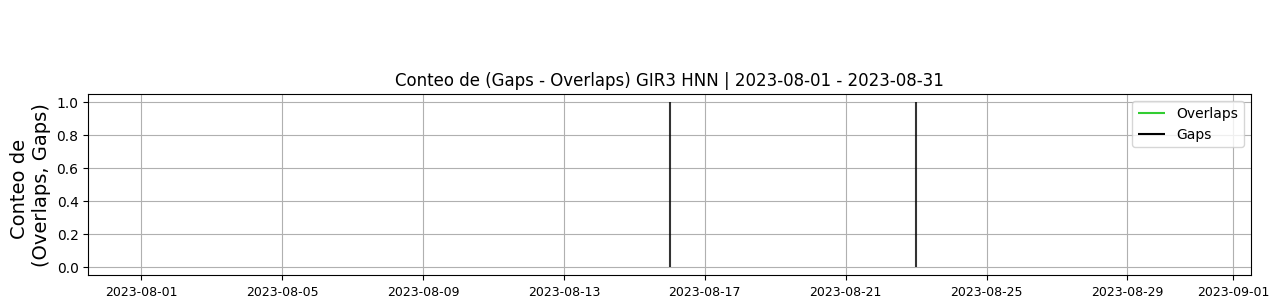 Conteo de (Gaps - Overlaps) GIR3 HNN | 2023-08-01 - 2023-08-31
Conteo de
(Overlaps, Gaps)
1.0
0.8
0.6
0.4
0.2
0.0
Overlaps
Gaps
2023-08-01 2023-08-05 2023-08-09 2023-08-13 2023-08-17 2023-08-21 2023-08-25 2023-08-29 2023-09-01